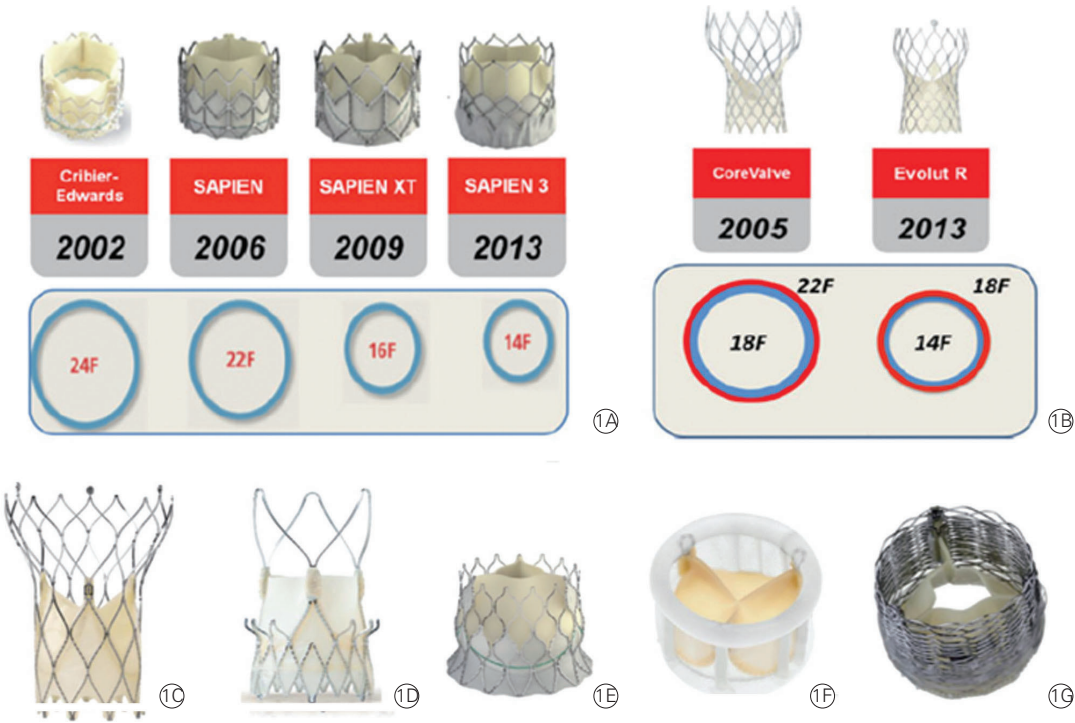 Cribier-
Edwards
2002
SAPIEN
2006
SAPIEN XT
2009
SAPIEN 3
2013
24F
22F
16F
14F
1A
CoreValve
2005
Evolut R
2013
22F
18F
18F
14F
1B
1C
1D
1E
1F
1G